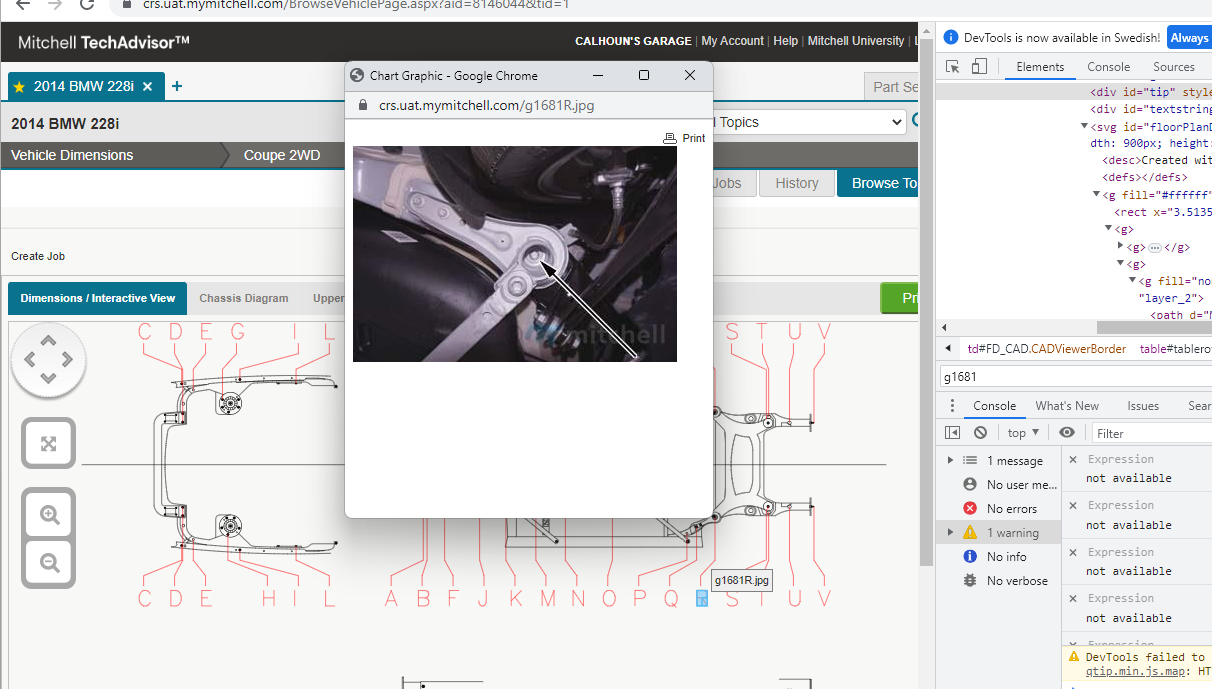 crs.uat.mymitchell.com/BrowseVehiclePage.aspx?aid=8146044&tid=1
Mitchell TechAdvisor™
CALHOUN'S GARAGE | My Account | Help | Mitchell University |
2014 BMW 228i
Part Se
2014 BMW 228i
Topics
Vehicle Dimensions
Coupe 2WD
Jobs
History
Browse To
Create Job
Dimensions / Interactive View
Chassis Diagram
Upper
Pri
Chart Graphic - Google Chrome
crs.uat.mymitchell.com/g1681R.jpg
Print
mitchell
C D E G I L
S T U V
C D E H I L
A B F J K M N O P Q S T U V
g1681R.jpg
DevTools is now available in Swedish!
Always
Elements
Console
Sources
<div id="tip" style
<div id="textstring
<svg id="floorPlanD
dth: 900px; height:
<desc>Created wit
<defs></defs>
<g fill="#ffffff"
<rect x="3.5135
<g>
<g>…</g>
<g>
<g fill="no
"layer_2">
<path d="M
td#FD_CAD.CADViewerBorder
table#tablerov
g1681
Console
What's New
Issues
Sear
top
Filter
1 message
No user me...
No errors
1 warning
No info
No verbose
Expression
not available
Expression
not available
Expression
not available
Expression
not available
Expression
DevTools failed to
qtip.min.js.map: HT